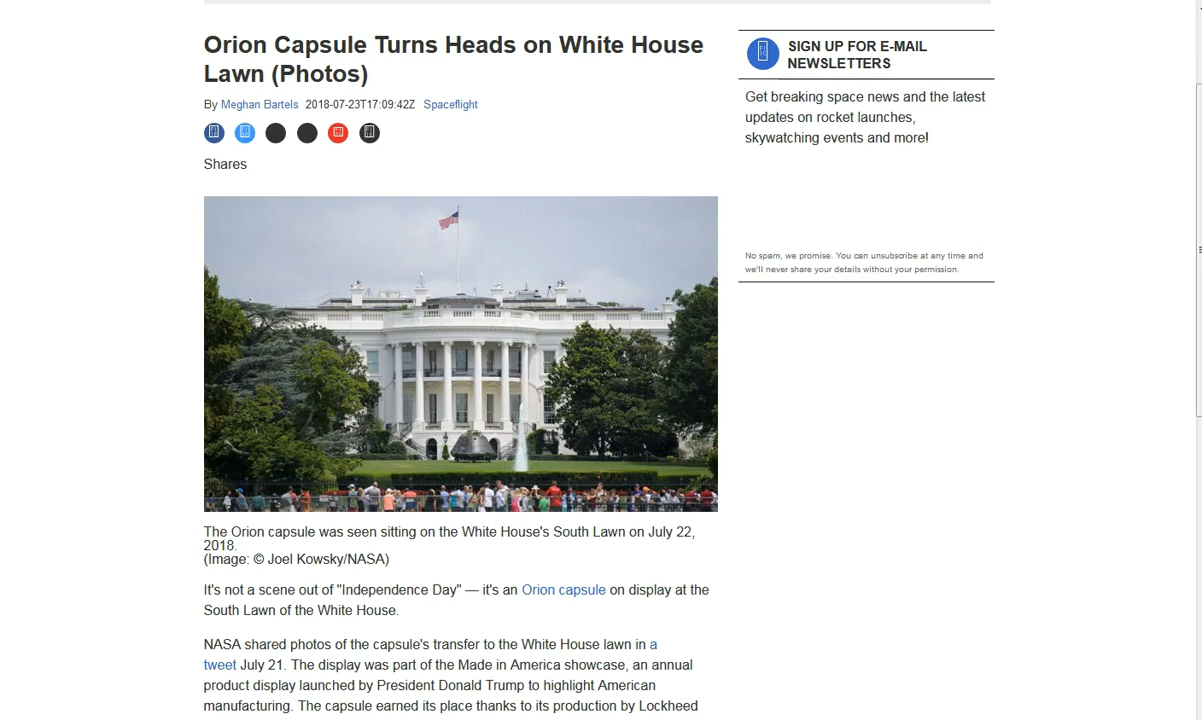 Orion Capsule Turns Heads on White House
Lawn (Photos)
By Meghan Bartels 2018-07-23T17:09:42Z Spaceflight
Shares
The Orion capsule was seen sitting on the White House's South Lawn on July 22,
2018.
(Image: © Joel Kowsky/NASA)
It's not a scene out of "Independence Day" — it's an Orion capsule on display at the
South Lawn of the White House.
NASA shared photos of the capsule's transfer to the White House lawn in a
tweet July 21. The display was part of the Made in America showcase, an annual
product display launched by President Donald Trump to highlight American
manufacturing. The capsule earned its place thanks to its production by Lockheed
SIGN UP FOR E-MAIL
NEWSLETTERS
Get breaking space news and the latest
updates on rocket launches,
skywatching events and more!
No spam, we promise. You can unsubscribe at any time and
we'll never share your details without your permission.